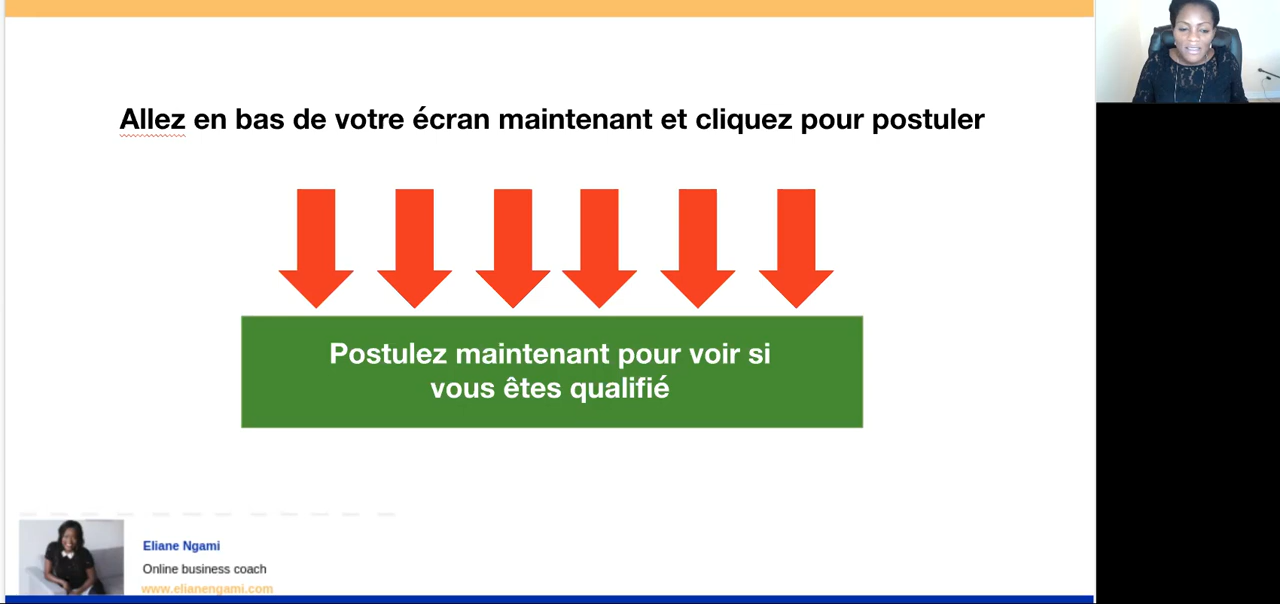 Allez en bas de votre écran maintenant et cliquez pour postuler
Postulez maintenant pour voir si
vous êtes qualifié
Eliane Ngami
Online business coach
www.elianengami.com